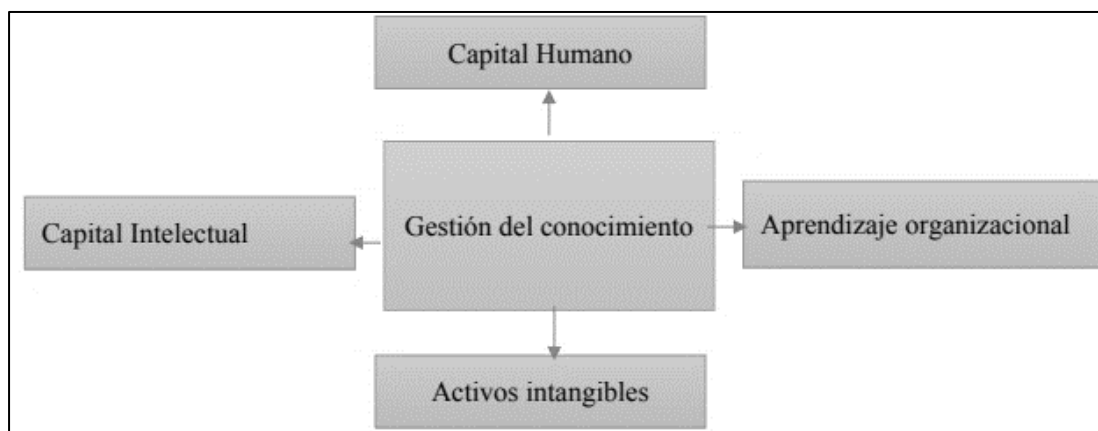 Capital Humano
Capital Intelectual
Gestión del conocimiento
Aprendizaje organizacional
Activos intangibles